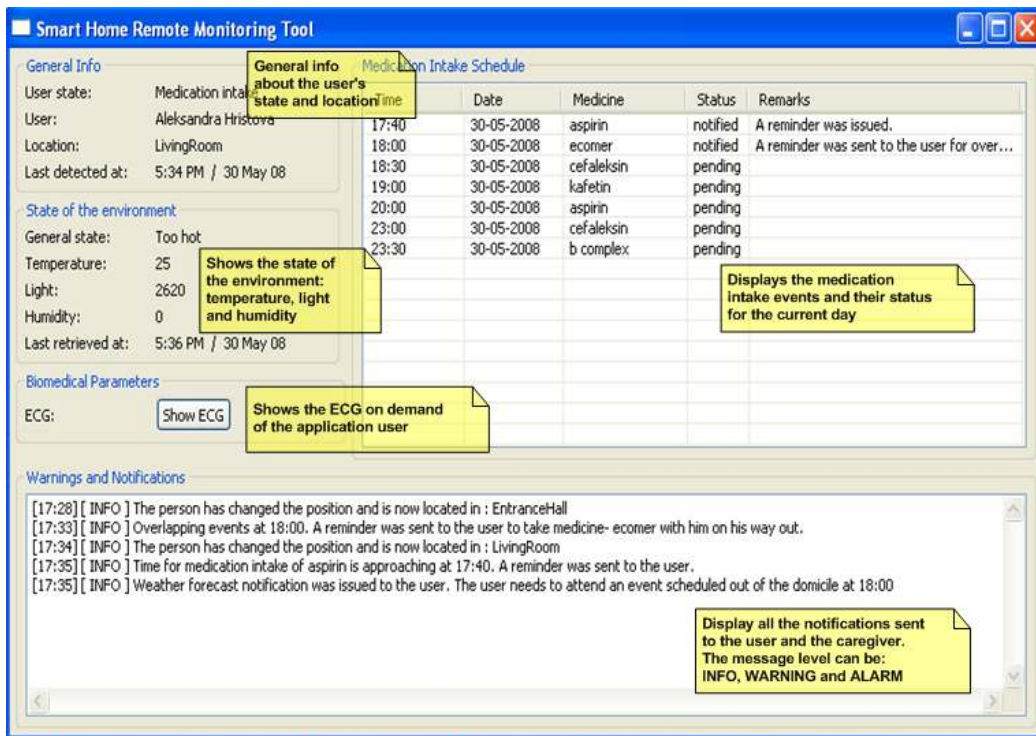 Smart Home Remote Monitoring Tool
General Info
User state: Medication intake
User: Aleksandra Hristova
Location: LivingRoom
Last detected at: 5:34 PM / 30 May 08
General info
about the user's
state and location
State of the environment
General state: Too hot
Temperature: 25
Light: 2620
Humidity: 0
Last retrieved at: 5:36 PM / 30 May 08
Shows the state of
the environment:
temperature, light
and humidity
Biomedical Parameters
ECG: Show ECG
Shows the ECG on demand
of the application user
Medication Intake Schedule
Time Date Medicine Status Remarks
17:40 30-05-2008 aspirin notified A reminder was issued.
18:00 30-05-2008 ecomer notified A reminder was sent to the user for over...
18:30 30-05-2008 cefaleksin pending
19:00 30-05-2008 kafetin pending
20:00 30-05-2008 aspirin pending
23:00 30-05-2008 cefaleksin pending
23:30 30-05-2008 b complex pending
Displays the medication
intake events and their status
for the current day
Warnings and Notifications
[17:28] [ INFO ] The person has changed the position and is now located in : EntranceHall
[17:33] [ INFO ] Overlapping events at 18:00. A reminder was sent to the user to take medicine- ecomer with him on his way out.
[17:34] [ INFO ] The person has changed the position and is now located in : LivingRoom
[17:35] [ INFO ] Time for medication intake of aspirin is approaching at 17:40. A reminder was sent to the user.
[17:35] [ INFO ] Weather forecast notification was issued to the user. The user needs to attend an event scheduled out of the domicile at 18:00
Display all the notifications sent
to the user and the caregiver.
The message level can be:
INFO, WARNING and ALARM